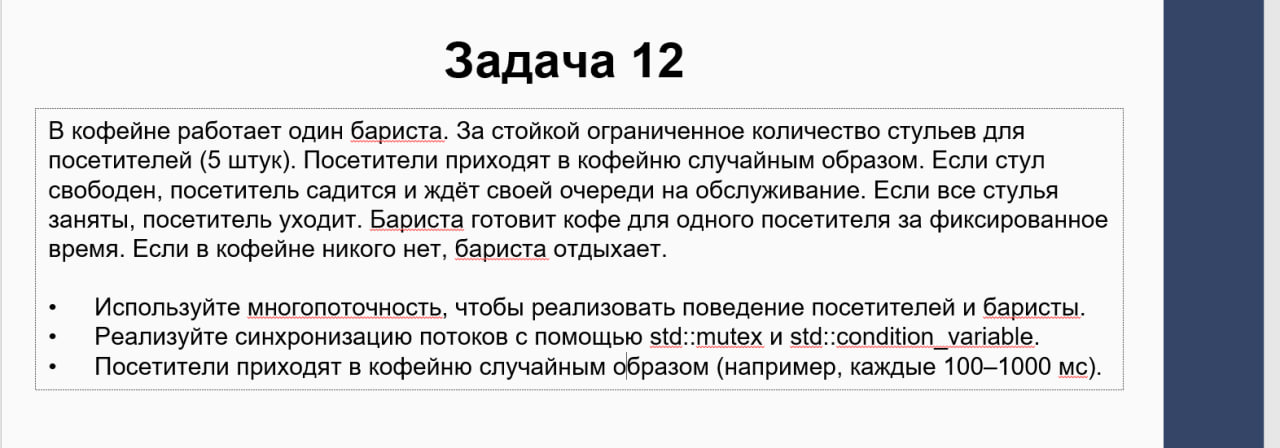 Задача 12
В кофейне работает один бариста. За стойкой ограниченное количество стульев для
посетителей (5 штук). Посетители приходят в кофейню случайным образом. Если стул
свободен, посетитель садится и ждёт своей очереди на обслуживание. Если все стулья
заняты, посетитель уходит. Бариста готовит кофе для одного посетителя за фиксированное
время. Если в кофейне никого нет, бариста отдыхает.
• Используйте многопоточность, чтобы реализовать поведение посетителей и баристы.
• Реализуйте синхронизацию потоков с помощью std::mutex и std::condition_variable.
• Посетители приходят в кофейню случайным образом (например, каждые 100–1000 мс).